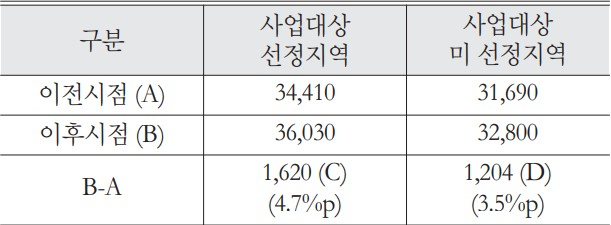 구분 사업대상 선정지역 사업대상 미 선정지역
이전시점 (A) 34,410 31,690
이후시점 (B) 36,030 32,800
B-A 1,620 (C) (4.7%p) 1,204 (D) (3.5%p)